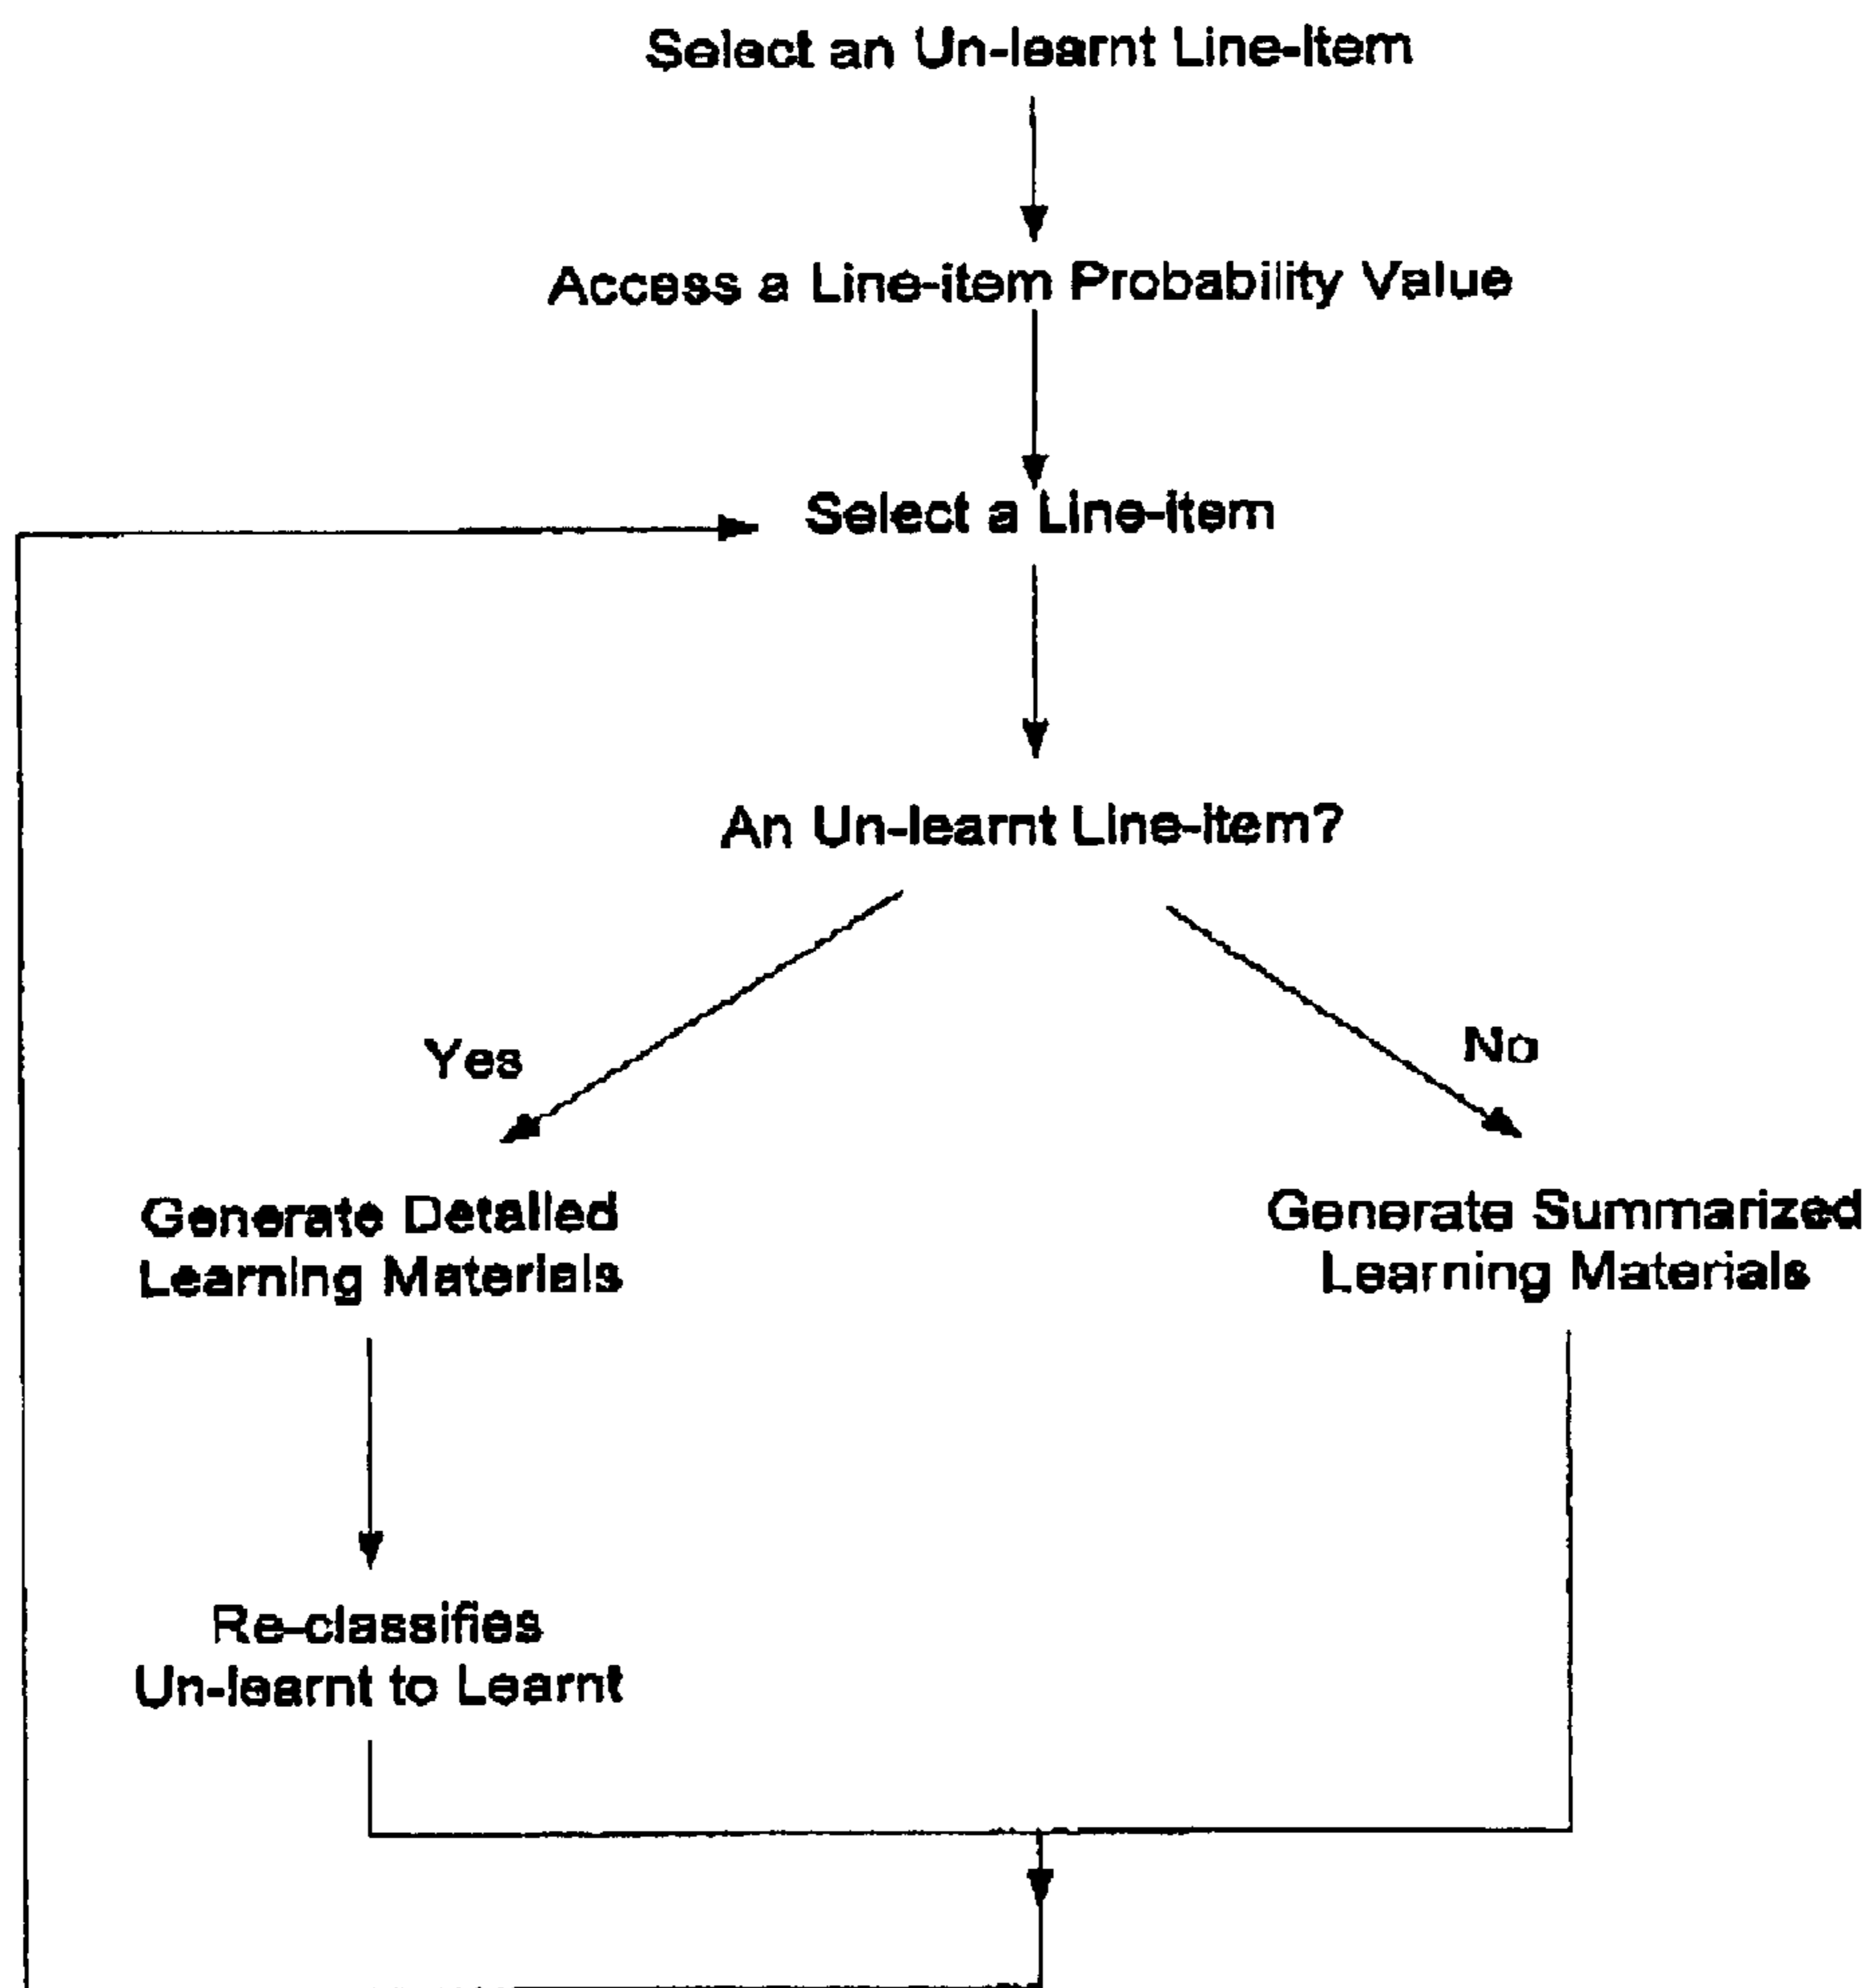 Select an Un-learnt Line-Item
Access a Line-item Probability Value
Select a Line-item
An Un-learnt Line-item?
Yes
No
Generate Detailed
Learning Materials
Generate Summarized
Learning Materials
Re-classifies
Un-learnt to Learnt